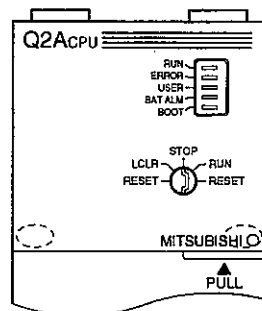 Q2ACPU
RUN
ERROR
USER
BAT ALM
BOOT
STOP
LCLR RUN
RESET RESET
MITSUBISHI
PULL